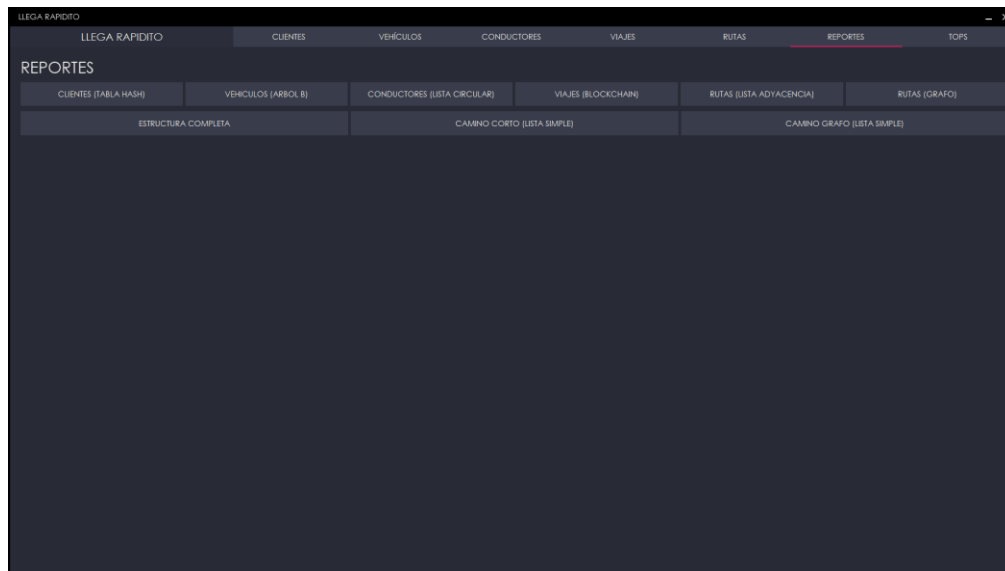 LLEGA RAPIDITO
LLEGA RAPIDITO CLIENTES VEHÍCULOS CONDUCTORES VIAJES RUTAS REPORTES TOPS
REPORTES
CLIENTES (TABLA HASH) VEHICULOS (ARBOL B) CONDUCTORES (LISTA CIRCULAR) VIAJES (BLOCKCHAIN) RUTAS (LISTA ADYACENCIA) RUTAS (GRAFO)
ESTRUCTURA COMPLETA CAMINO CORTO (LISTA SIMPLE) CAMINO GRAFO (LISTA SIMPLE)